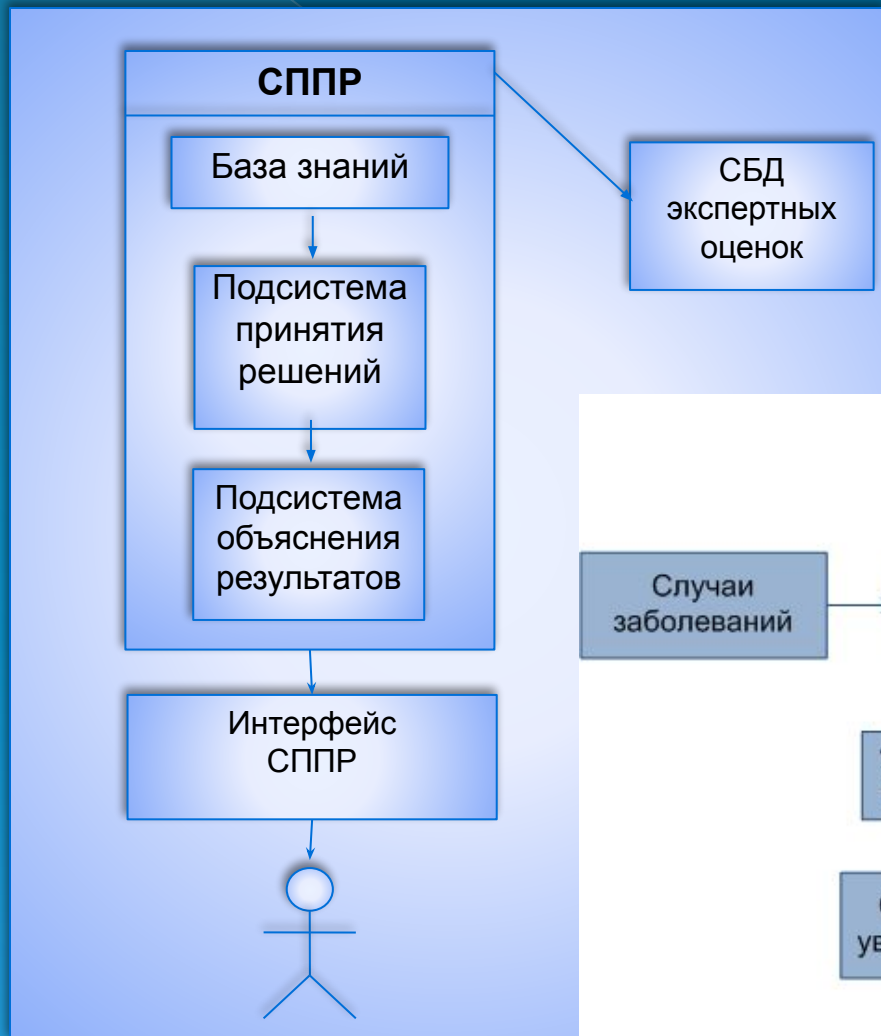 СППР
База знаний
Подсистема
принятия
решений
Подсистема
объяснения
результатов
Интерфейс
СППР
СБД
экспертных
оценок
Случаи
заболеваний